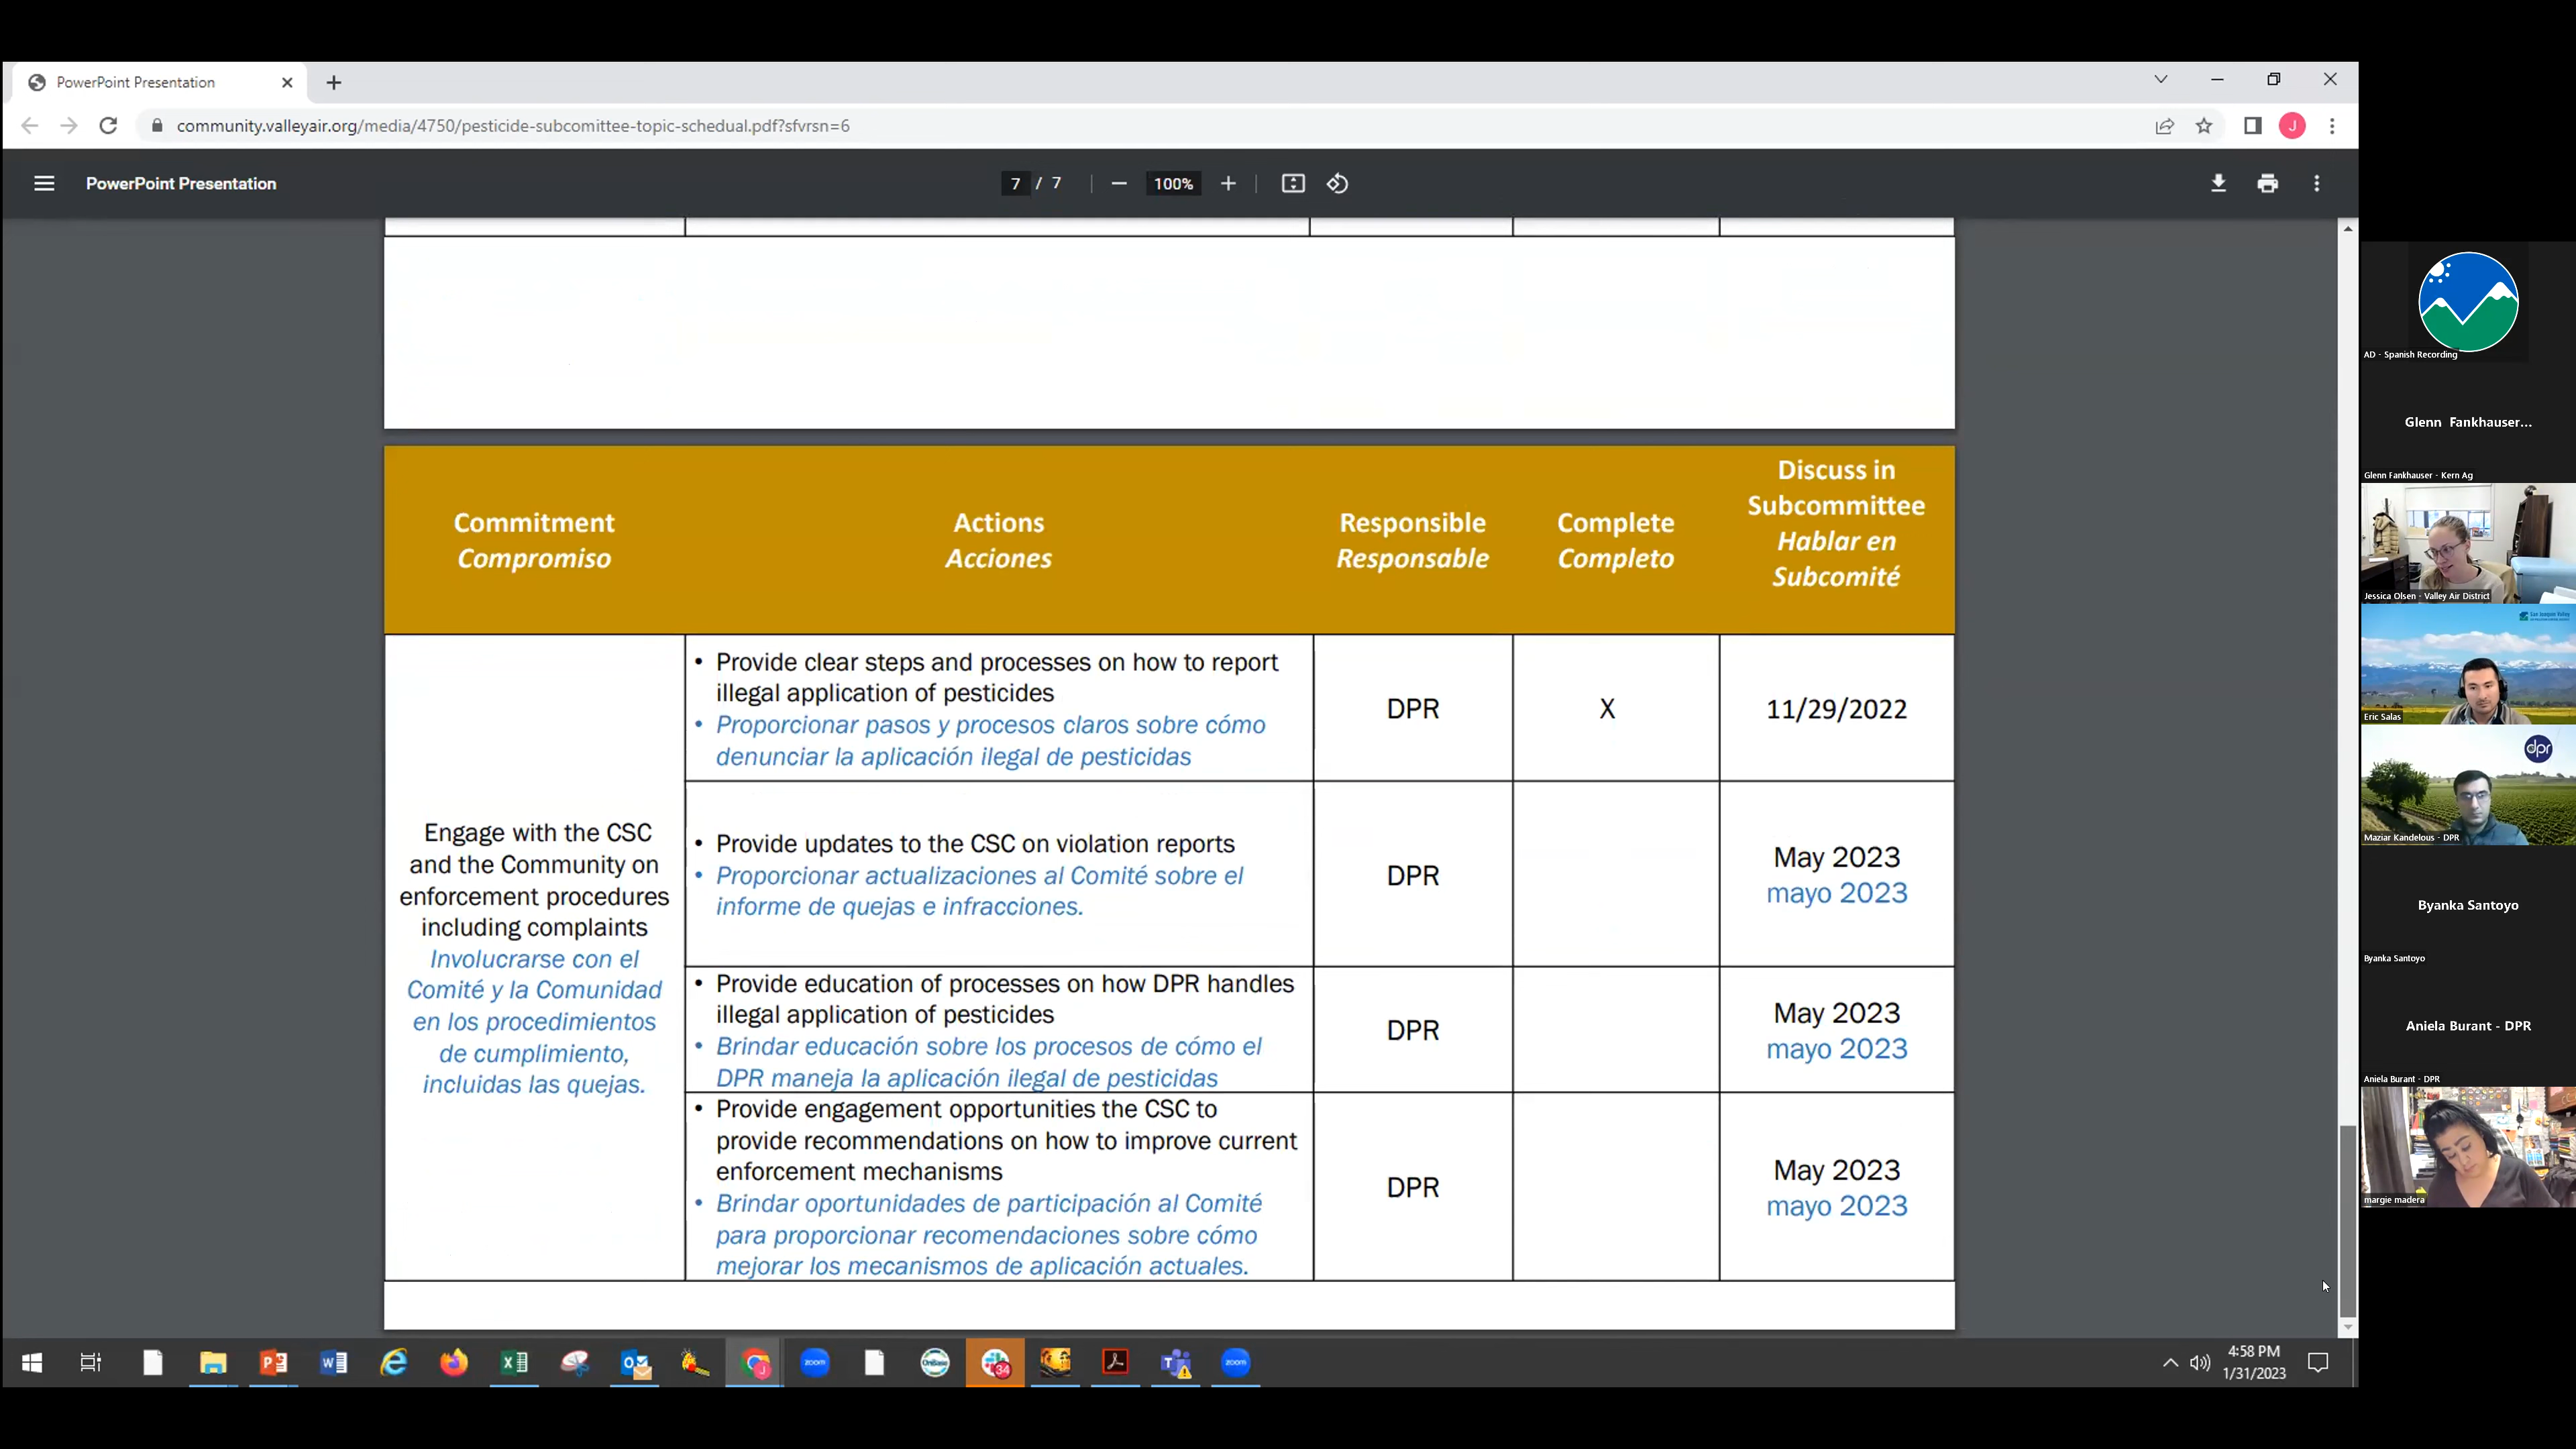 PowerPoint Presentation
community.valleyair.org/media/4750/pesticide-subcomittee-topic-schedual.pdf?sfvrsn=6
J
PowerPoint Presentation
7 / 7
100%
Commitment
Compromiso
Actions
Acciones
Responsible
Responsable
Complete
Completo
Discuss in
Subcommittee
Hablar en
Subcomité
Engage with the CSC
and the Community on
enforcement procedures
including complaints
Involucrarse con el
Comité y la Comunidad
en los procedimientos
de cumplimiento,
incluidas las quejas.
• Provide clear steps and processes on how to report
illegal application of pesticides
• Proporcionar pasos y procesos claros sobre cómo
denunciar la aplicación ilegal de pesticidas
DPR
X
11/29/2022
• Provide updates to the CSC on violation reports
• Proporcionar actualizaciones al Comité sobre el
informe de quejas e infracciones.
DPR
May 2023
mayo 2023
• Provide education of processes on how DPR handles
illegal application of pesticides
• Brindar educación sobre los procesos de cómo el
DPR maneja la aplicación ilegal de pesticidas
DPR
May 2023
mayo 2023
• Provide engagement opportunities the CSC to
provide recommendations on how to improve current
enforcement mechanisms
• Brindar oportunidades de participación al Comité
para proporcionar recomendaciones sobre cómo
mejorar los mecanismos de aplicación actuales.
DPR
May 2023
mayo 2023
AD - Spanish Recording
Glenn Fankhauser...
Glenn Fankhauser - Kern Ag
Jessica Olsen - Valley Air District
San Joaquin Valley
Eric Salas
dpr
Maziar Kandelous - DPR
Byanka Santoyo
Byanka Santoyo
Aniela Burant - DPR
Aniela Burant - DPR
margie madera
zoom
OnBase
34
zoom
4:58 PM
1/31/2023